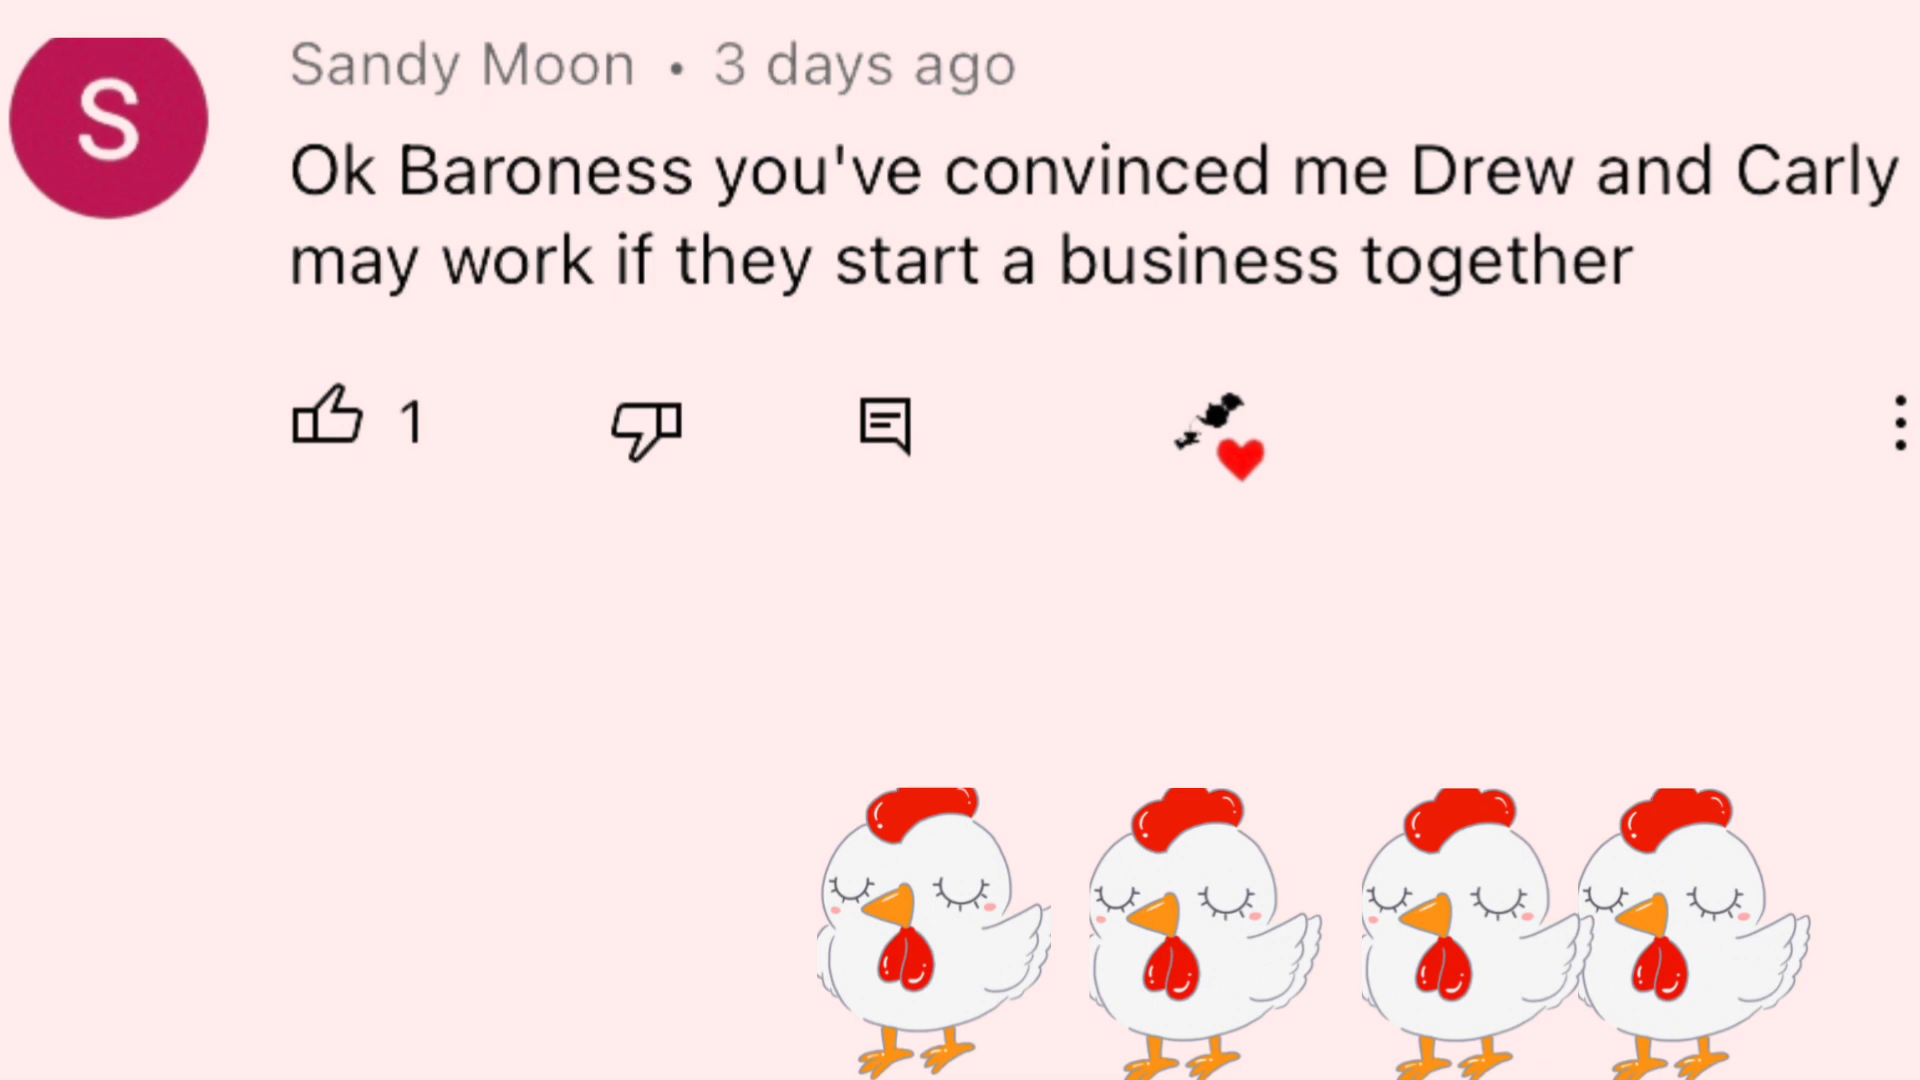 S
Sandy Moon • 3 days ago
Ok Baroness you've convinced me Drew and Carly
may work if they start a business together
1